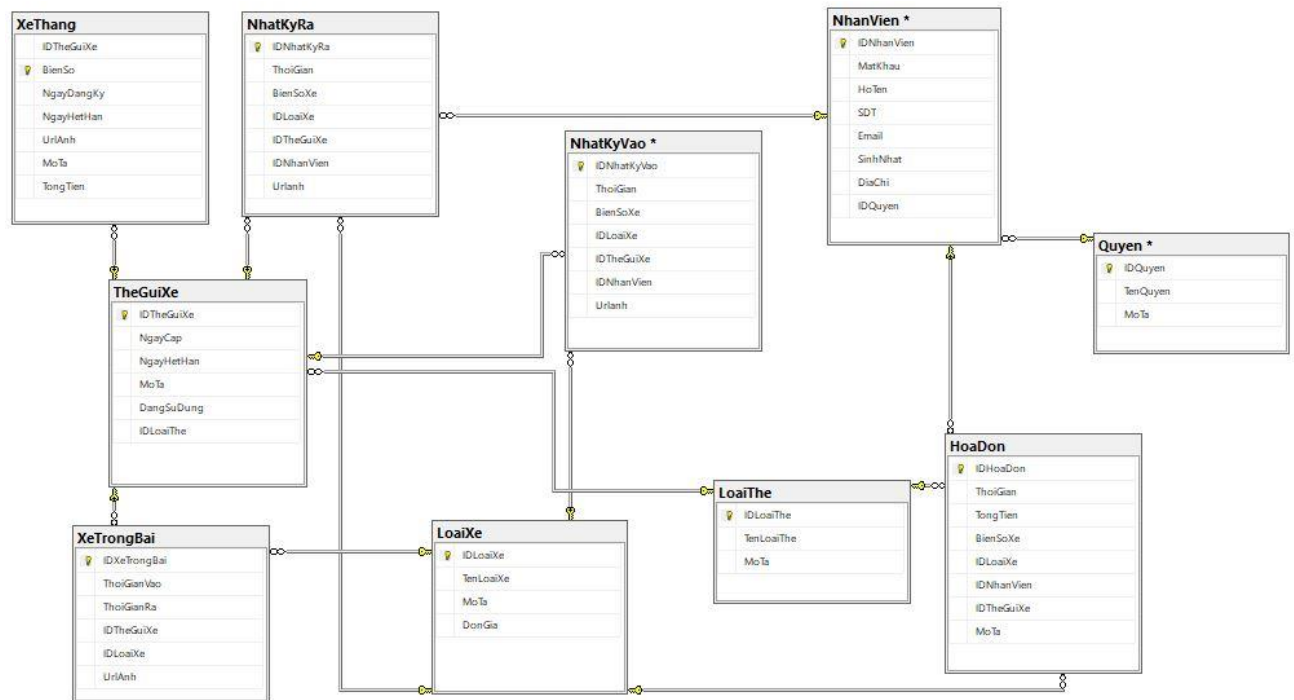 XeThang
IDTheGuiXe
BienSo
NgayDangKy
NgayHetHan
UrlAnh
MoTa
TongTien
NhatKyRa
IDNhatKyRa
ThoiGian
BienSoXe
IDLoaiXe
IDTheGuiXe
IDNhanVien
Urlanh
NhatKyVao *
IDNhatKyVao
ThoiGian
BienSoXe
IDLoaiXe
IDTheGuiXe
IDNhanVien
Urlanh
NhanVien *
IDNhanVien
MatKhau
HoTen
SDT
Email
SinhNhat
DiaChi
IDQuyen
Quyen *
IDQuyen
TenQuyen
MoTa
TheGuiXe
IDTheGuiXe
NgayCap
NgayHetHan
MoTa
DangSuDung
IDLoaiThe
XeTrongBai
IDXeTrongBai
ThoiGianVao
ThoiGianRa
IDTheGuiXe
IDLoaiXe
UrlAnh
LoaiXe
IDLoaiXe
TenLoaiXe
MoTa
DonGia
LoaiThe
IDLoaiThe
TenLoaiThe
MoTa
HoaDon
IDHoaDon
ThoiGian
TongTien
BienSoXe
IDLoaiXe
IDNhanVien
IDTheGuiXe
MoTa